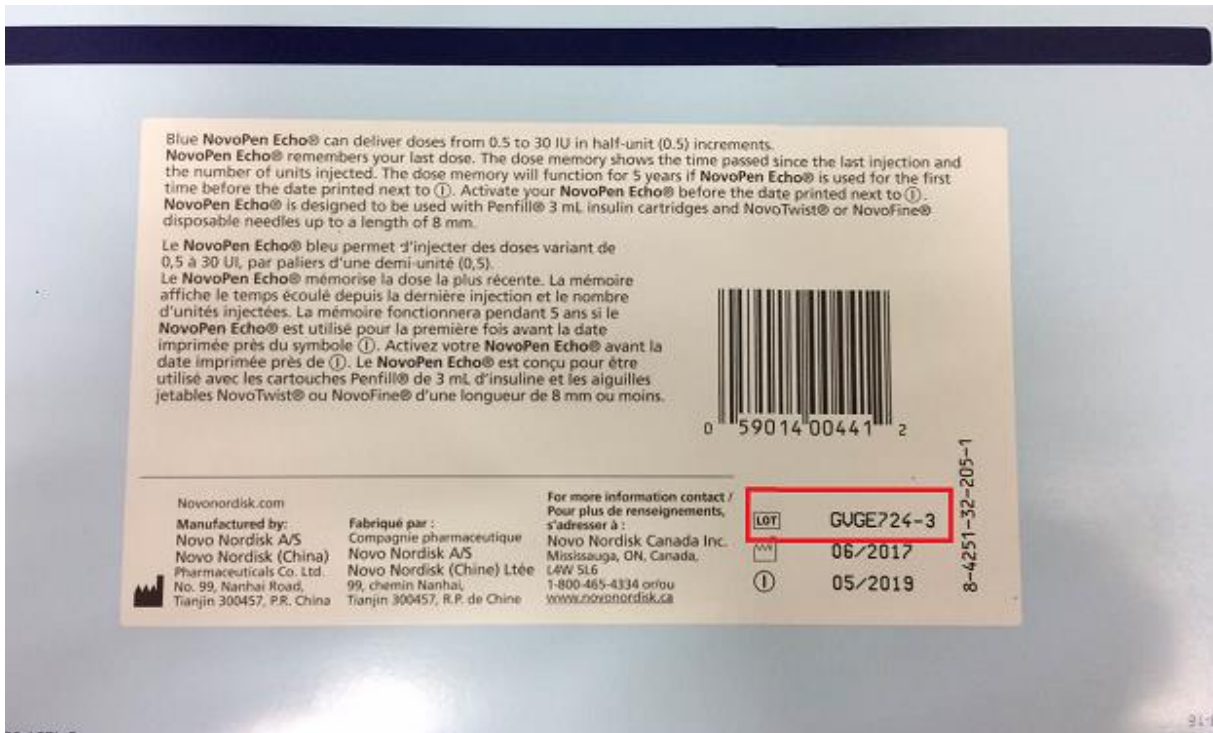 Blue NovoPen Echo® can deliver doses from 0.5 to 30 IU in half-unit (0.5) increments.
NovoPen Echo® remembers your last dose. The dose memory shows the time passed since the last injection and
the number of units injected. The dose memory will function for 5 years if NovoPen Echo® is used for the first
time before the date printed next to Ⓘ. Activate your NovoPen Echo® before the date printed next to Ⓘ.
NovoPen Echo® is designed to be used with Penfill® 3 mL insulin cartridges and NovoTwist® or NovoFine®
disposable needles up to a length of 8 mm.
Le NovoPen Echo® bleu permet d'injecter des doses variant de
0,5 à 30 UI, par paliers d'une demi-unité (0,5).
Le NovoPen Echo® mémorise la dose la plus récente. La mémoire
affiche le temps écoulé depuis la dernière injection et le nombre
d'unités injectées. La mémoire fonctionnera pendant 5 ans si le
NovoPen Echo® est utilisé pour la première fois avant la date
imprimée près du symbole Ⓘ. Activez votre NovoPen Echo® avant la
date imprimée près de Ⓘ. Le NovoPen Echo® est conçu pour être
utilisé avec les cartouches Penfill® de 3 mL d'insuline et les aiguilles
jetables NovoTwist® ou NovoFine® d'une longueur de 8 mm ou moins.
0 59014 00441 2
8-4251-32-205-1
Novonordisk.com
Manufactured by:
Novo Nordisk A/S
Novo Nordisk (China)
Pharmaceuticals Co. Ltd.
No. 99, Nanhai Road,
Tianjin 300457, P.R. China
Fabriqué par :
Compagnie pharmaceutique
Novo Nordisk A/S
Novo Nordisk (Chine) Ltée
99, chemin Nanhai,
Tianjin 300457, R.P. de Chine
For more information contact /
Pour plus de renseignements,
s'adresser à :
Novo Nordisk Canada Inc.
Mississauga, ON, Canada,
L4W 5L6
1-800-465-4334 or/ou
www.novonordisk.ca
LOT GVGE724-3
06/2017
Ⓘ 05/2019